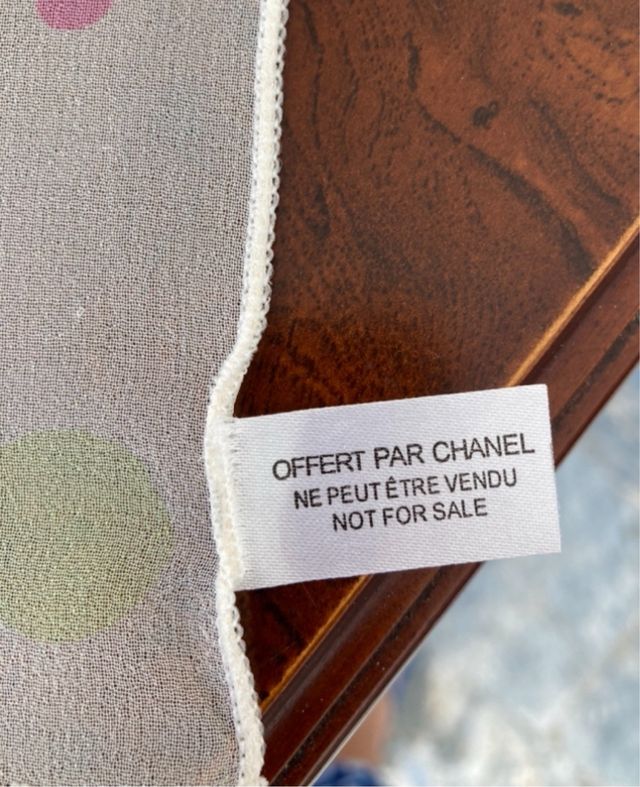 OFFERT PAR CHANEL
NE PEUT ÊTRE VENDU
NOT FOR SALE